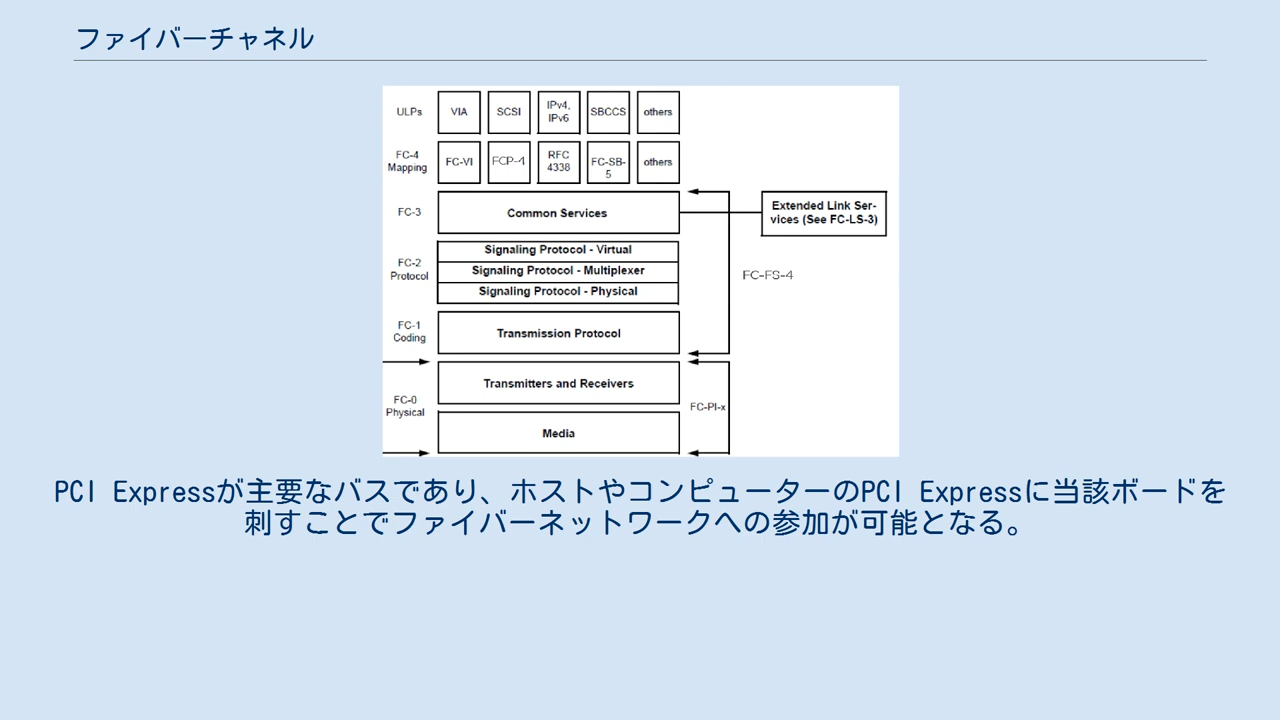 ファイバーチャネル
ULPs
VIA
SCSI
IPv4,
IPv6
SBCCS
others
FC-4
Mapping
FC-VI
FCP-4
RFC
4338
FC-SB-
5
others
FC-3
Common Services
Extended Link Ser-
vices (See FC-LS-3)
FC-2
Protocol
Signaling Protocol - Virtual
Signaling Protocol - Multiplexer
Signaling Protocol - Physical
FC-FS-4
FC-1
Coding
Transmission Protocol
FC-0
Physical
Transmitters and Receivers
FC-PI-x
Media
PCI Expressが主要なバスであり、ホストやコンピューターのPCI Expressに当該ボードを
刺すことでファイバーネットワークへの参加が可能となる。